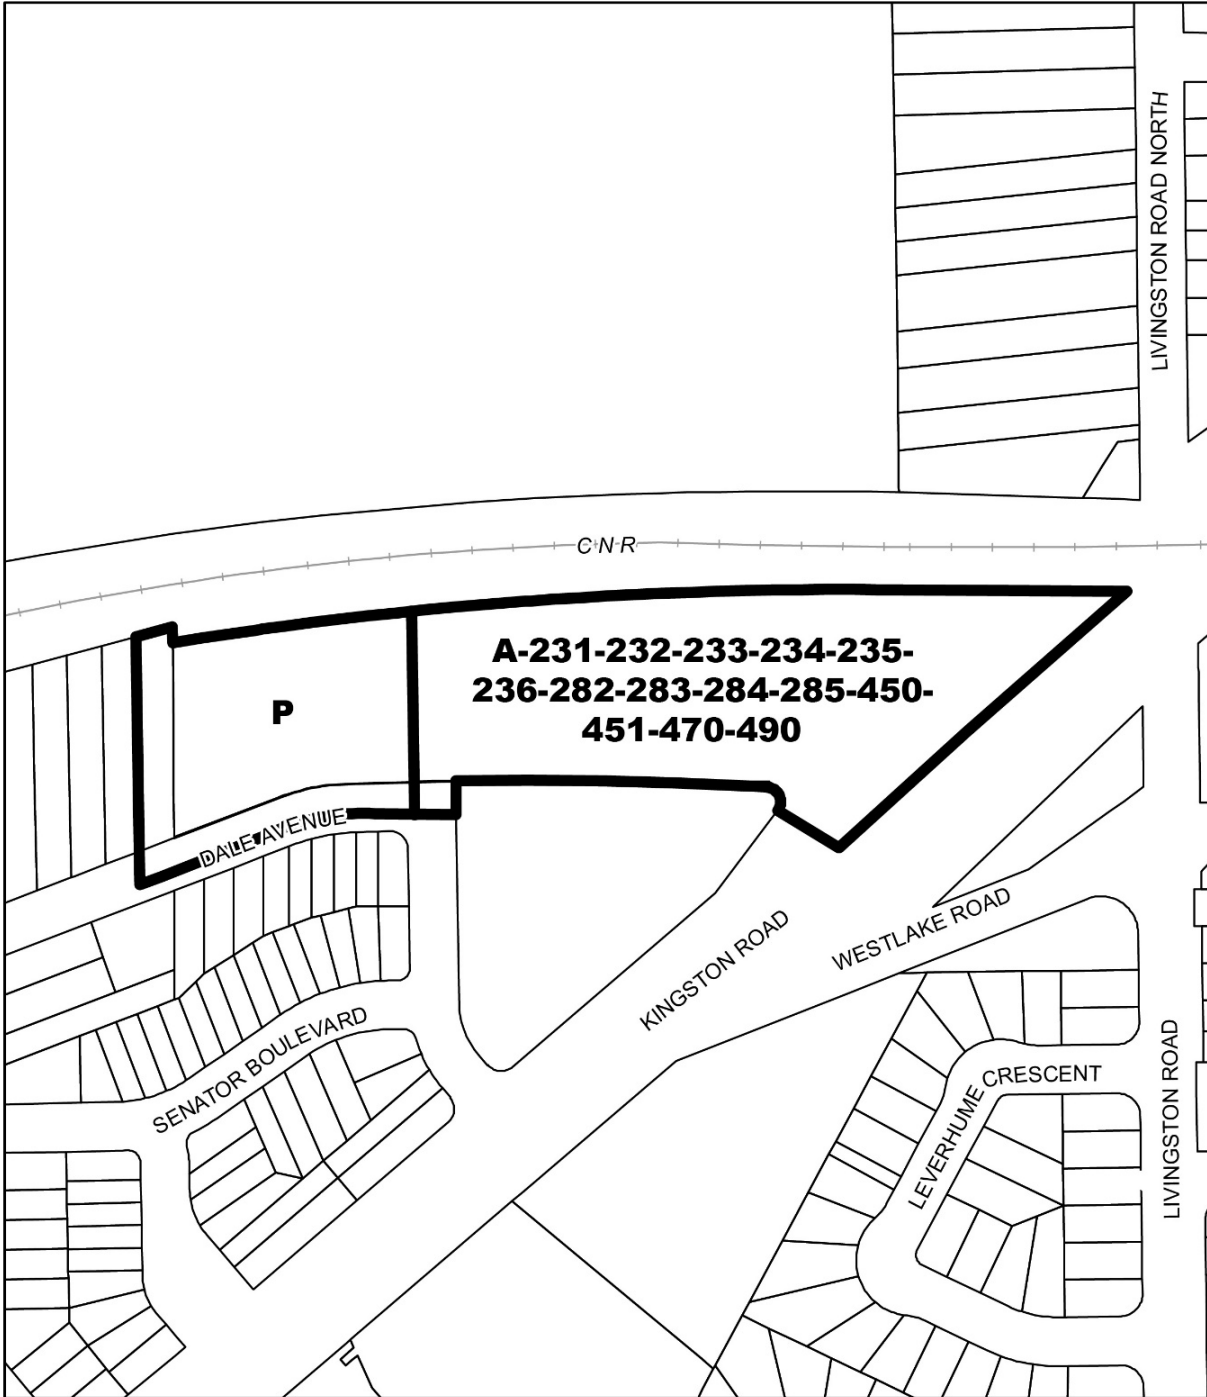 LIVINGSTON ROAD NORTH
CNR
A-231-232-233-234-235-
236-282-283-284-285-450-
451-470-490
P
DALE AVENUE
KINGSTON ROAD
WESTLAKE ROAD
SENATOR BOULEVARD
LEVERHUME CRESCENT
LIVINGSTON ROAD